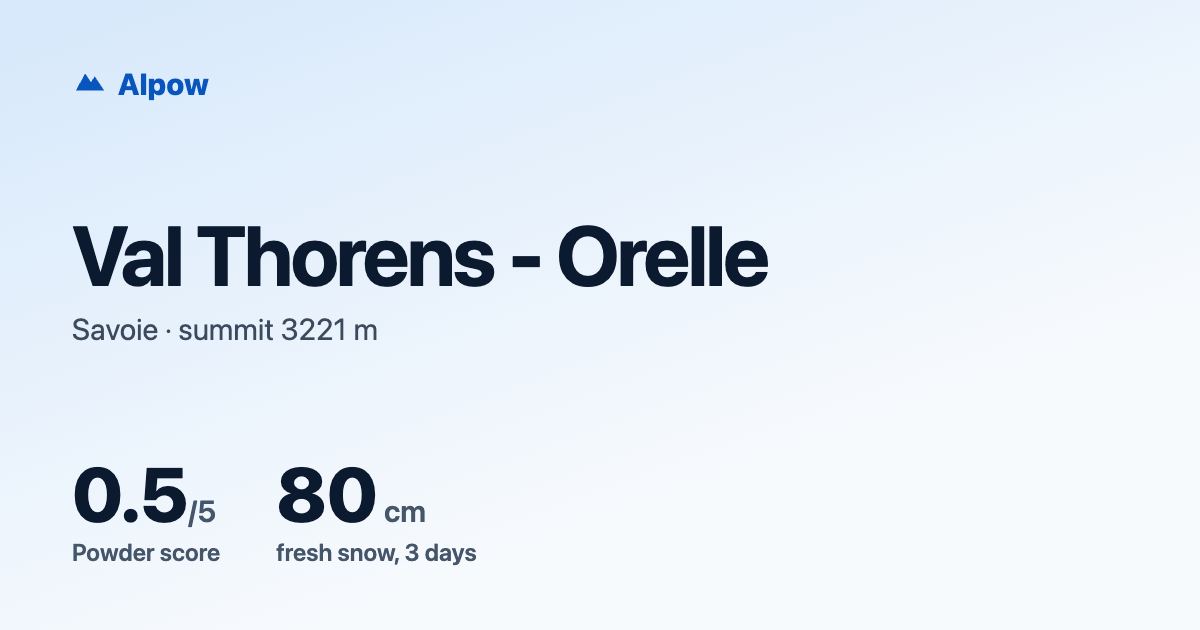 Alpow
Val Thorens - Orelle
Savoie · summit 3221 m
0.5/5 80 cm
Powder score fresh snow, 3 days